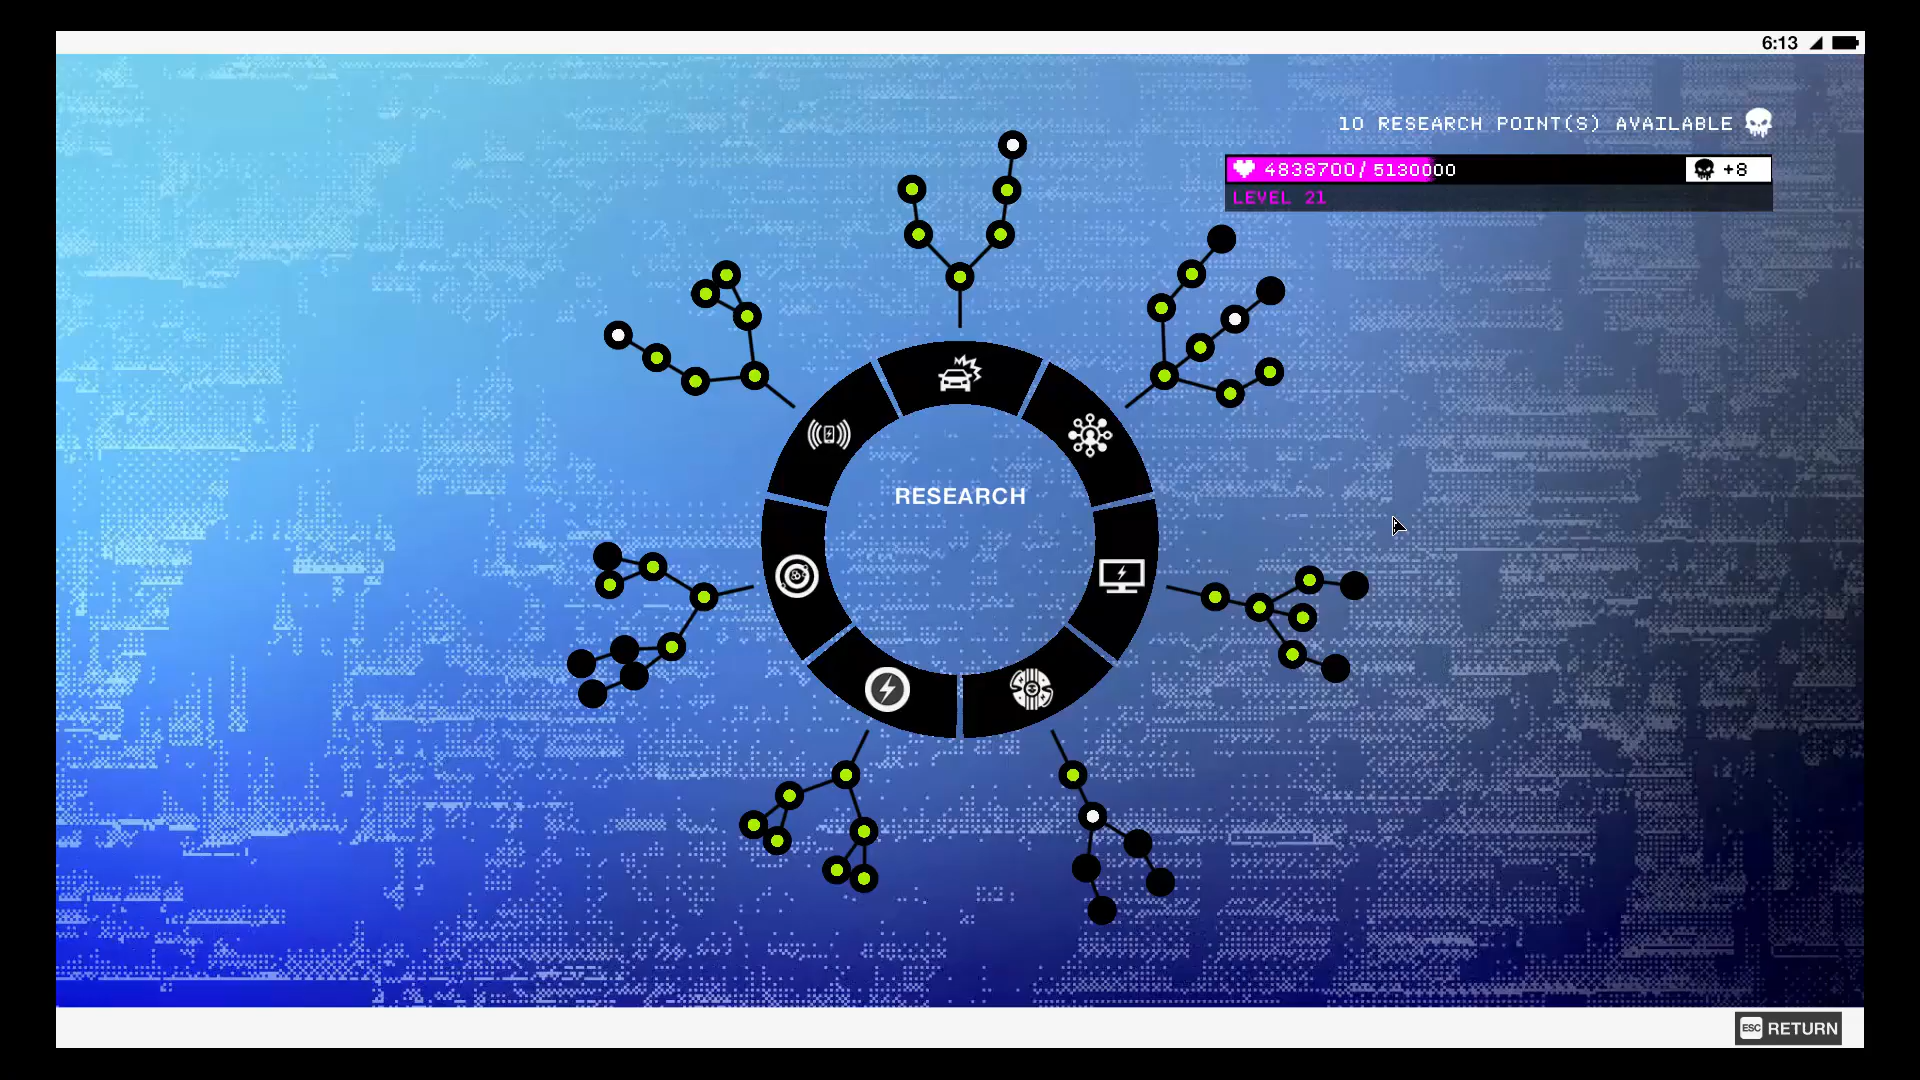 6:13
10 RESEARCH POINT(S) AVAILABLE
4838700/5130000
+8
LEVEL 21
RESEARCH
ESC RETURN